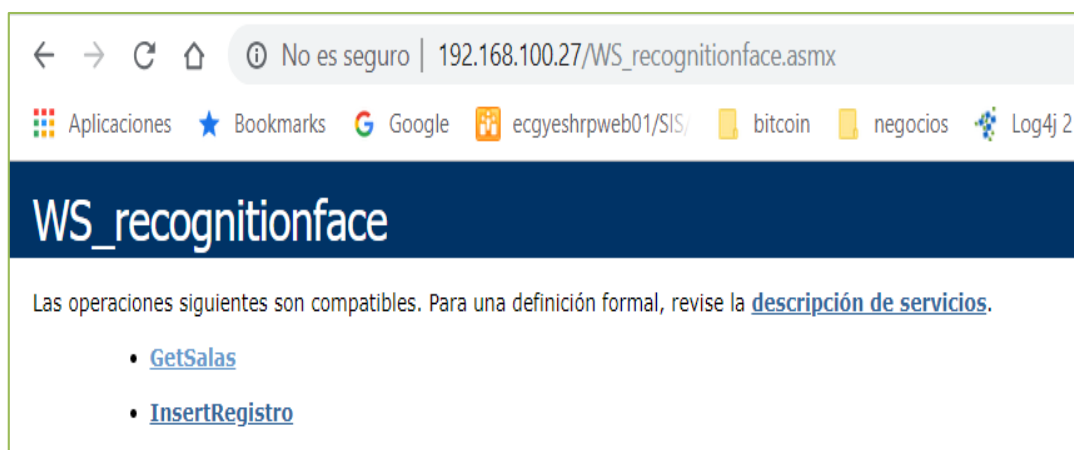 No es seguro | 192.168.100.27/WS_recognitionface.asmx
Aplicaciones Bookmarks Google ecgyeshrpweb01/SIS/ bitcoin negocios Log4j 2
WS_recognitionface
Las operaciones siguientes son compatibles. Para una definición formal, revise la descripción de servicios.
• GetSalas
• InsertRegistro